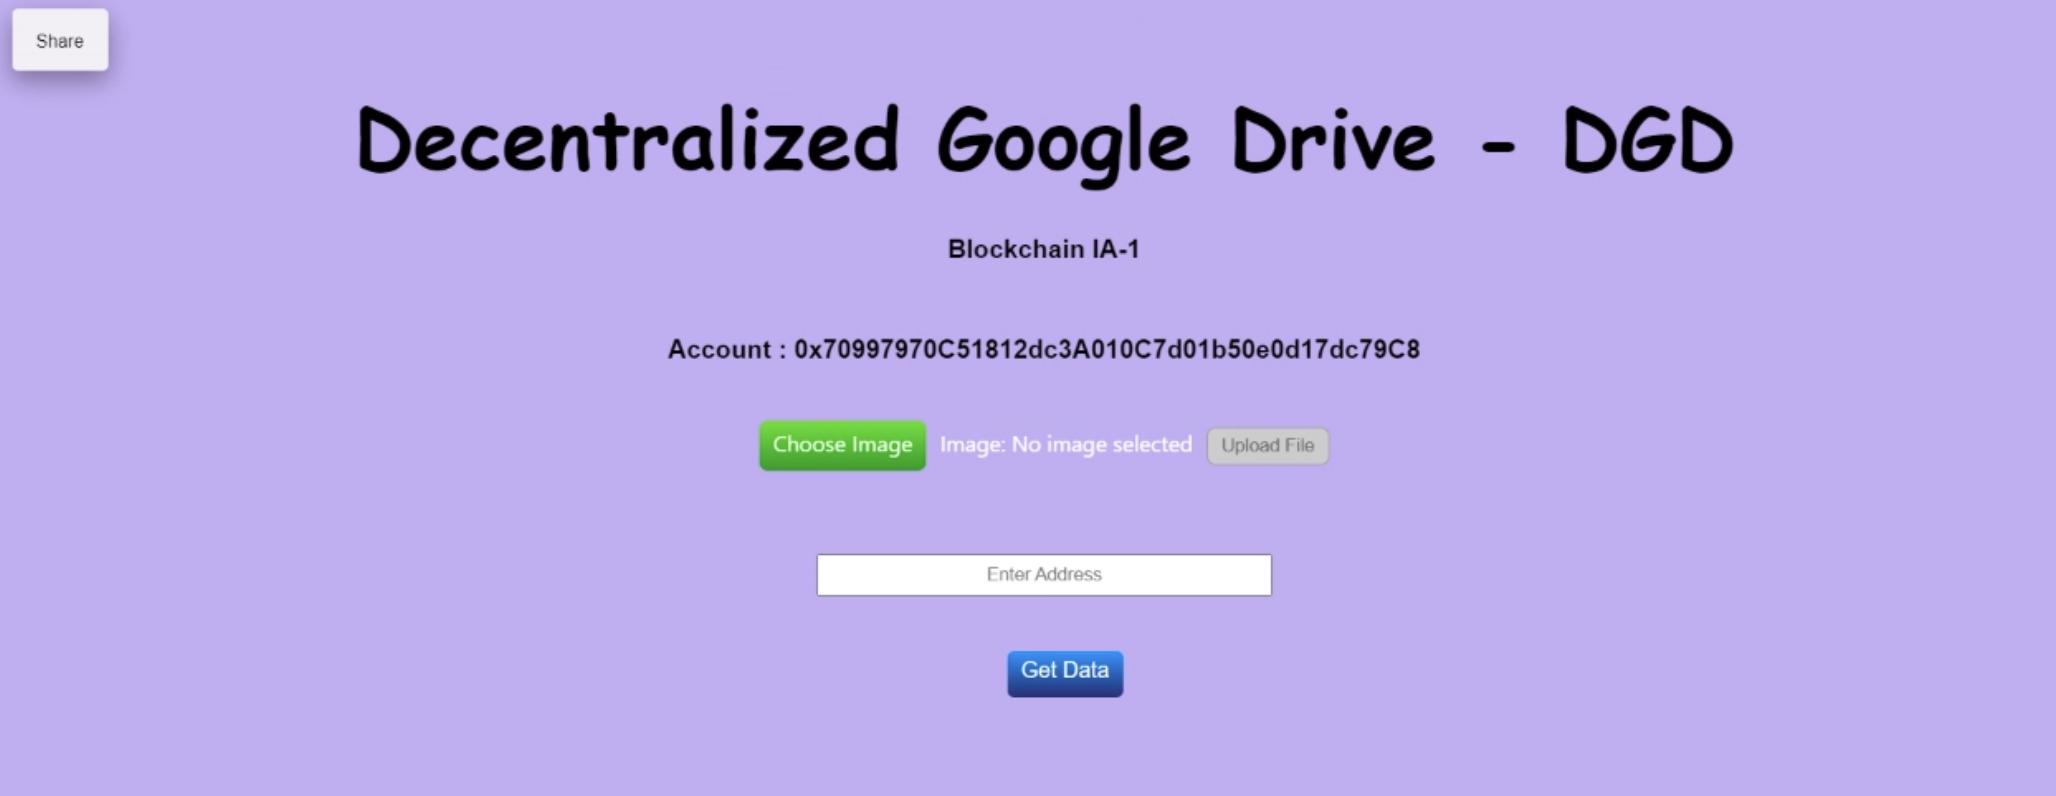 Share
Decentralized Google Drive - DGD
Blockchain IA-1
Account : 0x70997970C51812dc3A010C7d01b50e0d17dc79C8
Choose Image Image: No image selected Upload File
Enter Address
Get Data